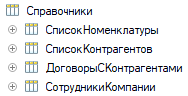 Справочники
СписокНоменклатуры
СписокКонтрагентов
ДоговорыСКонтрагентами
СотрудникиКомпании